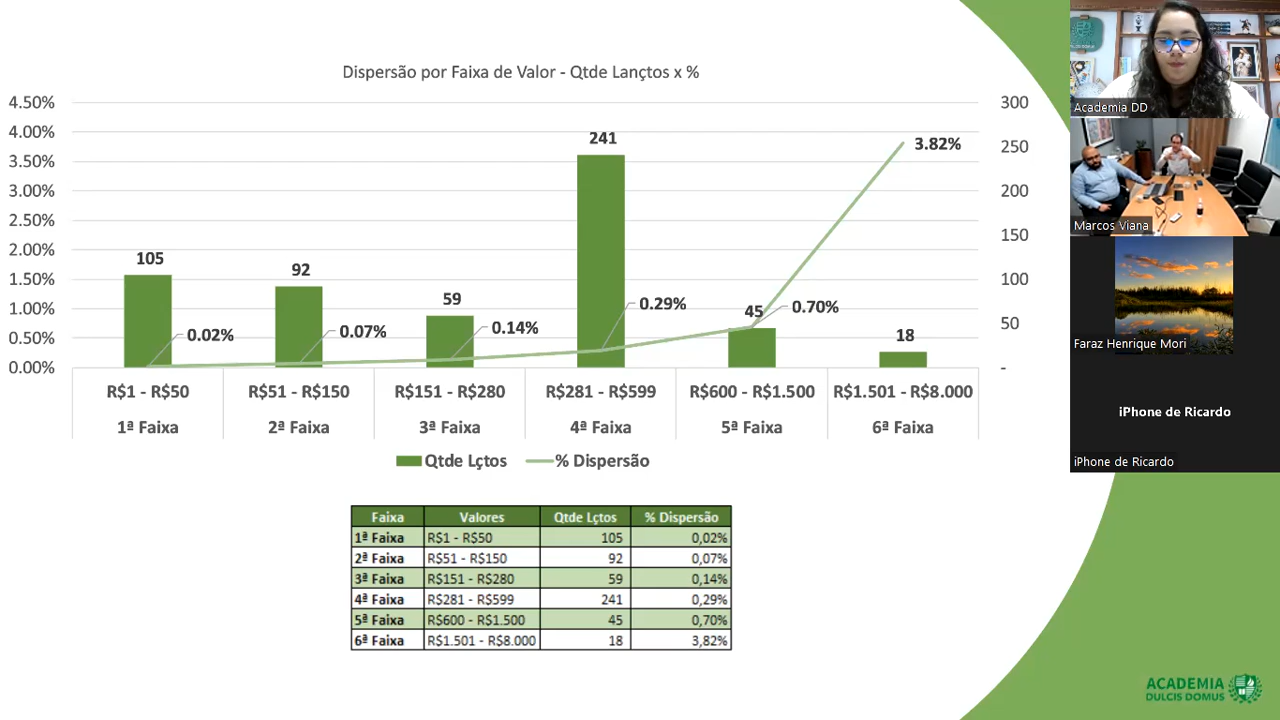 Dispersão por Faixa de Valor - Qtde Lançtos x %
4.50%
4.00%
3.50%
3.00%
2.50%
2.00%
1.50%
1.00%
0.50%
0.00%
300
250
200
150
100
50
-
105
92
59
241
45
18
0.02%
0.07%
0.14%
0.29%
0.70%
3.82%
R$1 - R$50
R$51 - R$150
R$151 - R$280
R$281 - R$599
R$600 - R$1.500
R$1.501 - R$8.000
1ª Faixa
2ª Faixa
3ª Faixa
4ª Faixa
5ª Faixa
6ª Faixa
Qtde Lçtos
% Dispersão
Faixa Valores Qtde Lçtos % Dispersão
1ª Faixa R$1 - R$50 105 0,02%
2ª Faixa R$51 - R$150 92 0,07%
3ª Faixa R$151 - R$280 59 0,14%
4ª Faixa R$281 - R$599 241 0,29%
5ª Faixa R$600 - R$1.500 45 0,70%
6ª Faixa R$1.501 - R$8.000 18 3,82%
Academia DD
Marcos Viana
Faraz Henrique Mori
iPhone de Ricardo
iPhone de Ricardo
ACADEMIA
DULCIS DOMUS